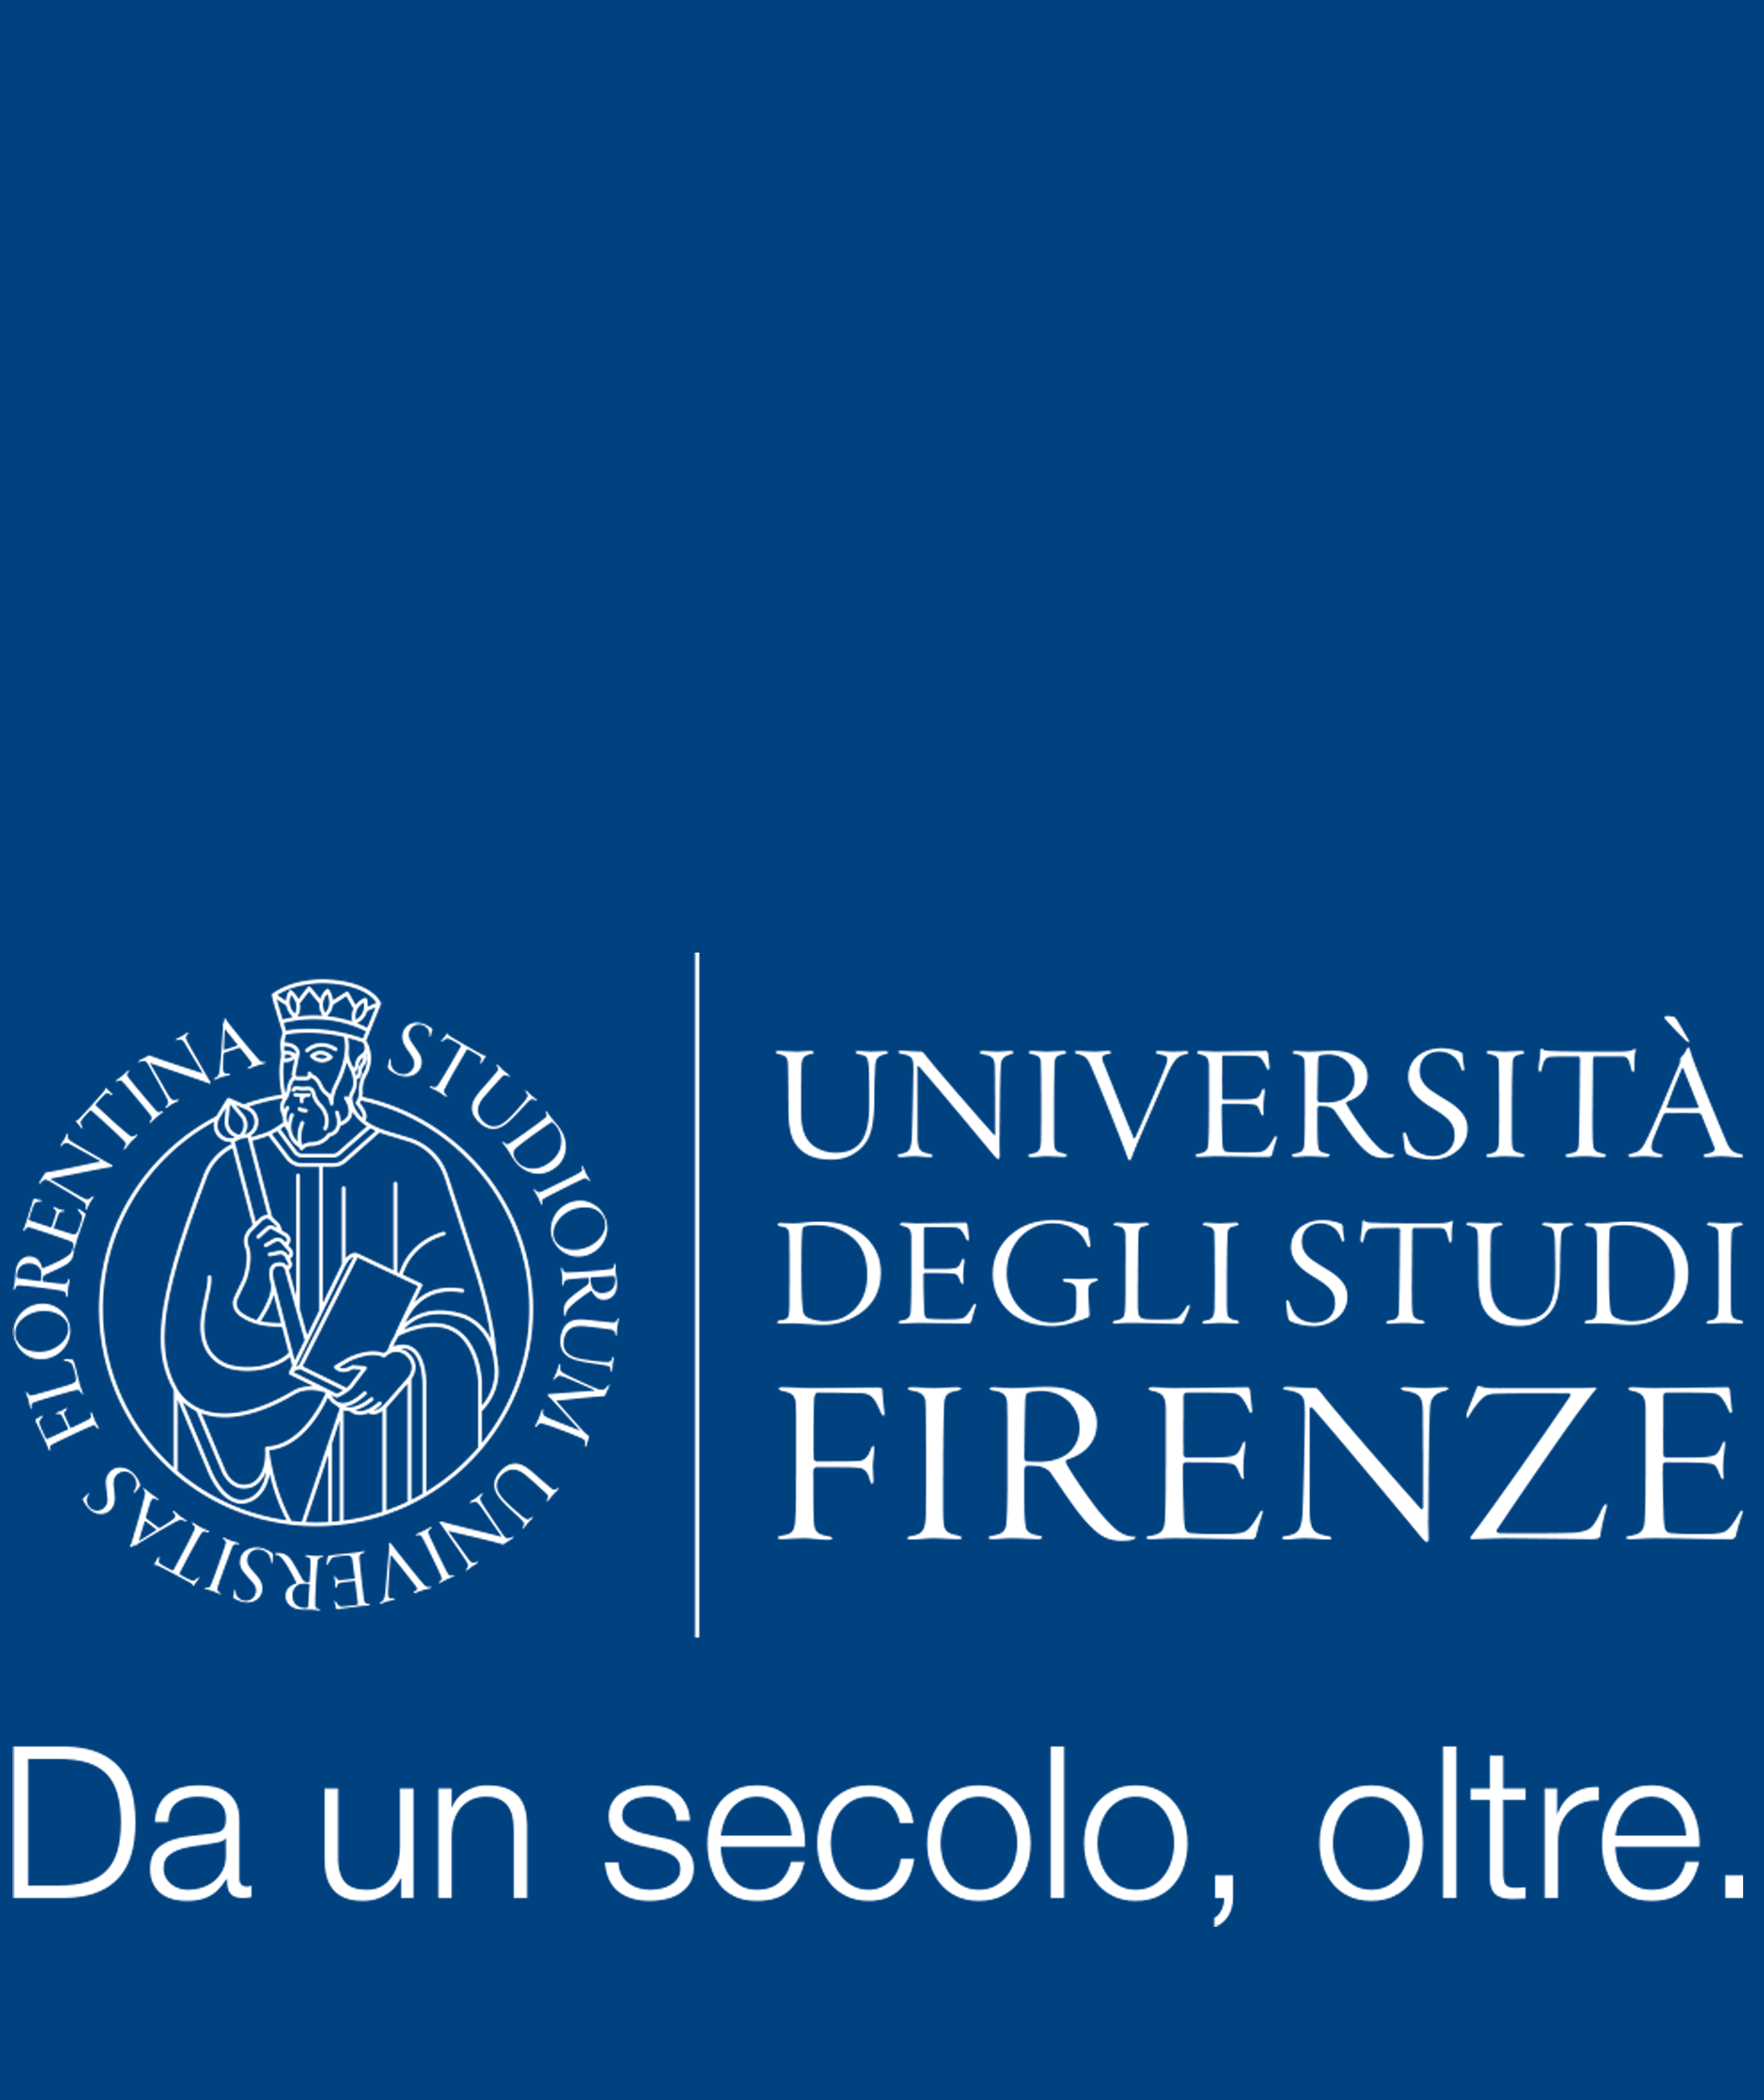 FLORENTINA STUDIORUM UNIVERSITAS
UNIVERSITÀ
DEGLI STUDI
FIRENZE
Da un secolo, oltre.